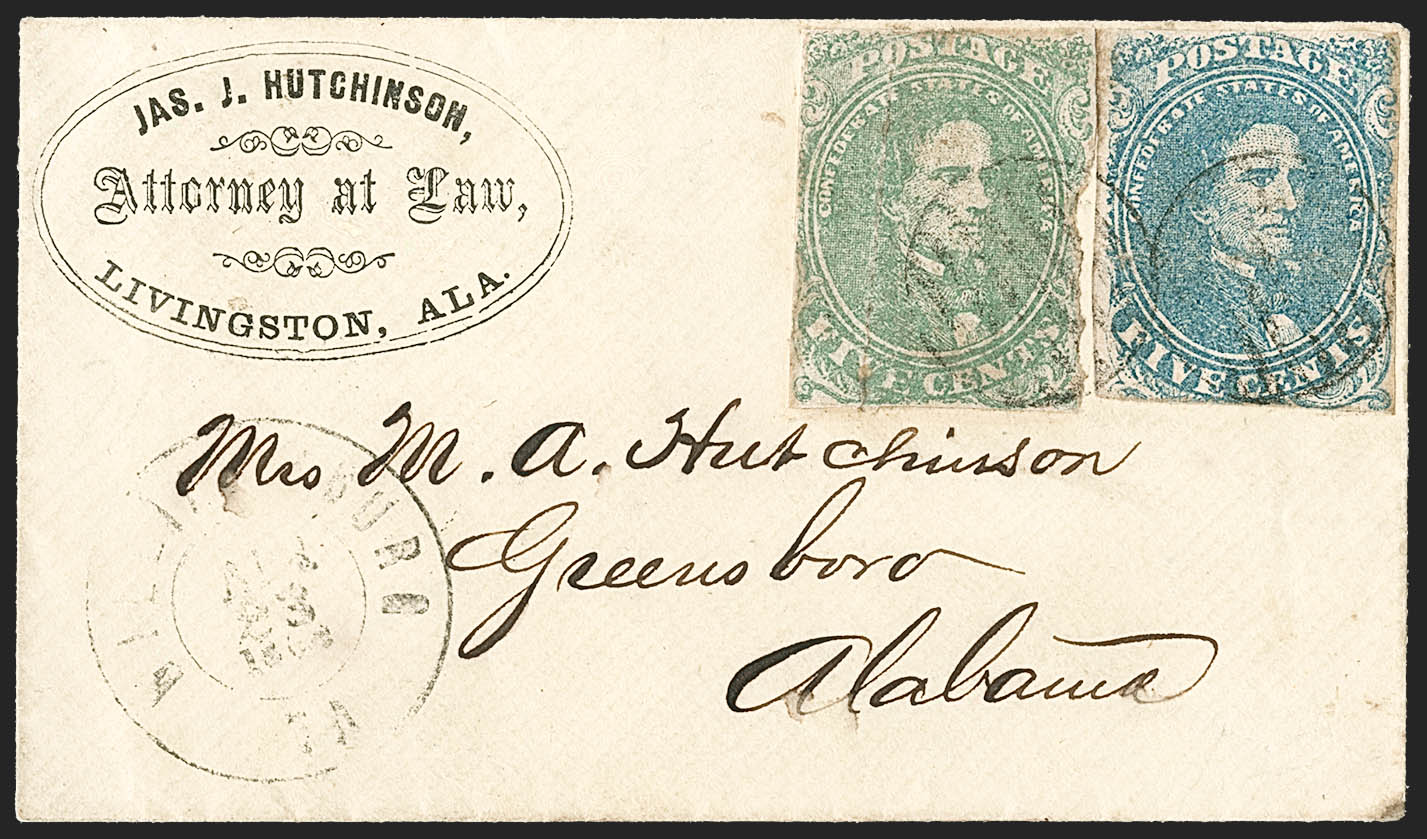 JAS. J. HUTCHINSON,
Attorney at Law,
LIVINGSTON, ALA.
POSTAGE
CONFEDERATE STATES OF AMERICA
FIVE CENTS
POSTAGE
CONFEDERATE STATES OF AMERICA
FIVE CENTS
Mrs M. A. Hutchinson
Greensboro
Alabama